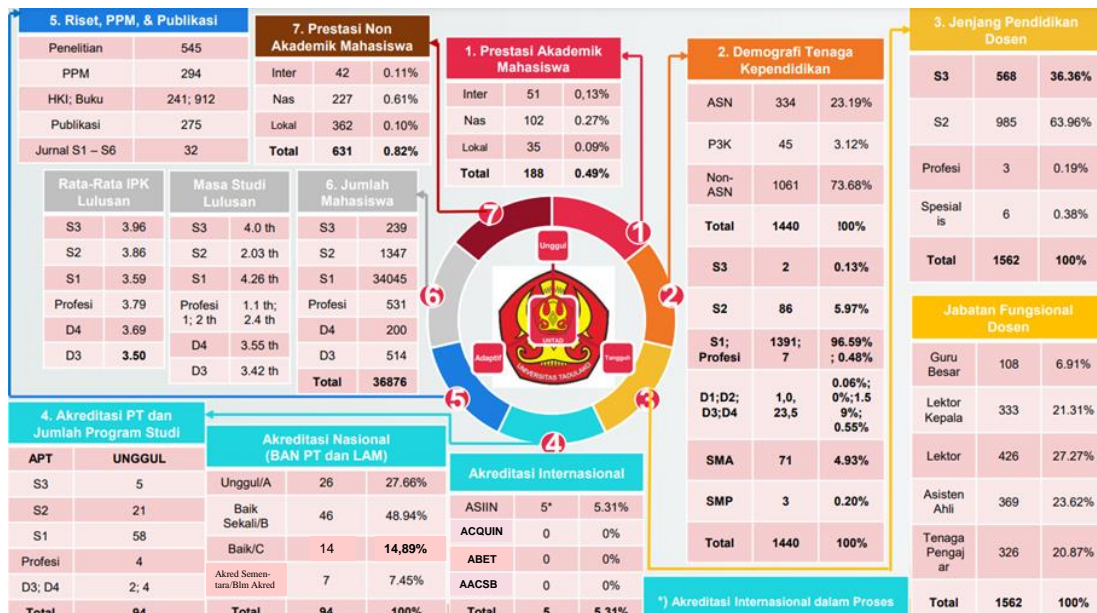 5. Riset, PPM, & Publikasi
Penelitian 545
PPM 294
HKI; Buku 241; 912
Publikasi 275
Jurnal S1 – S6 32
7. Prestasi Non
Akademik Mahasiswa
Inter 42 0.11%
Nas 227 0.61%
Lokal 362 0.10%
Total 631 0.82%
1. Prestasi Akademik
Mahasiswa
Inter 51 0,13%
Nas 102 0.27%
Lokal 35 0.09%
Total 188 0.49%
2. Demografi Tenaga
Kependidikan
ASN 334 23.19%
P3K 45 3.12%
Non-
ASN 1061 73.68%
Total 1440 !00%
S3 2 0.13%
S2 86 5.97%
S1; 1391; 96.59%
Profesi 7 ; 0.48%
D1;D2; 1,0, 0.06%;
D3;D4 23,5 0%;1.5
9%;
0.55%
SMA 71 4.93%
SMP 3 0.20%
Total 1440 100%
3. Jenjang Pendidikan
Dosen
S3 568 36.36%
S2 985 63.96%
Profesi 3 0.19%
Spesial
is 6 0.38%
Total 1562 100%
Jabatan Fungsional
Dosen
Guru
Besar 108 6.91%
Lektor
Kepala 333 21.31%
Lektor 426 27.27%
Asisten
Ahli 369 23.62%
Tenaga
Pengaj
ar 326 20.87%
Total 1562 100%
Rata-Rata IPK
Lulusan
S3 3.96
S2 3.86
S1 3.59
Profesi 3.79
D4 3.69
D3 3.50
Masa Studi
Lulusan
S3 4.0 th
S2 2.03 th
S1 4.26 th
Profesi 1.1 th;
1; 2 th 2.4 th
D4 3.55 th
D3 3.42 th
6. Jumlah
Mahasiswa
S3 239
S2 1347
S1 34045
Profesi 531
D4 200
D3 514
Total 36876
7
1
6
2
5
3
4
Unggul
UNTAD
Adaptif
Tangguh
UNIVERSITAS TADULAKO
4. Akreditasi PT dan
Jumlah Program Studi
APT UNGGUL
S3 5
S2 21
S1 58
Profesi 4
D3; D4 2; 4
Total 94
Akreditasi Nasional
(BAN PT dan LAM)
Unggul/A 26 27.66%
Baik
Sekali/B 46 48.94%
Baik/C 14 14,89%
Akred Semen-
tara/Blm Akred 7 7.45%
Total 94 100%
Akreditasi Internasional
ASIIN 5* 5.31%
ACQUIN 0 0%
ABET 0 0%
AACSB 0 0%
Total 5 5.31%
*) Akreditasi Internasional dalam Proses